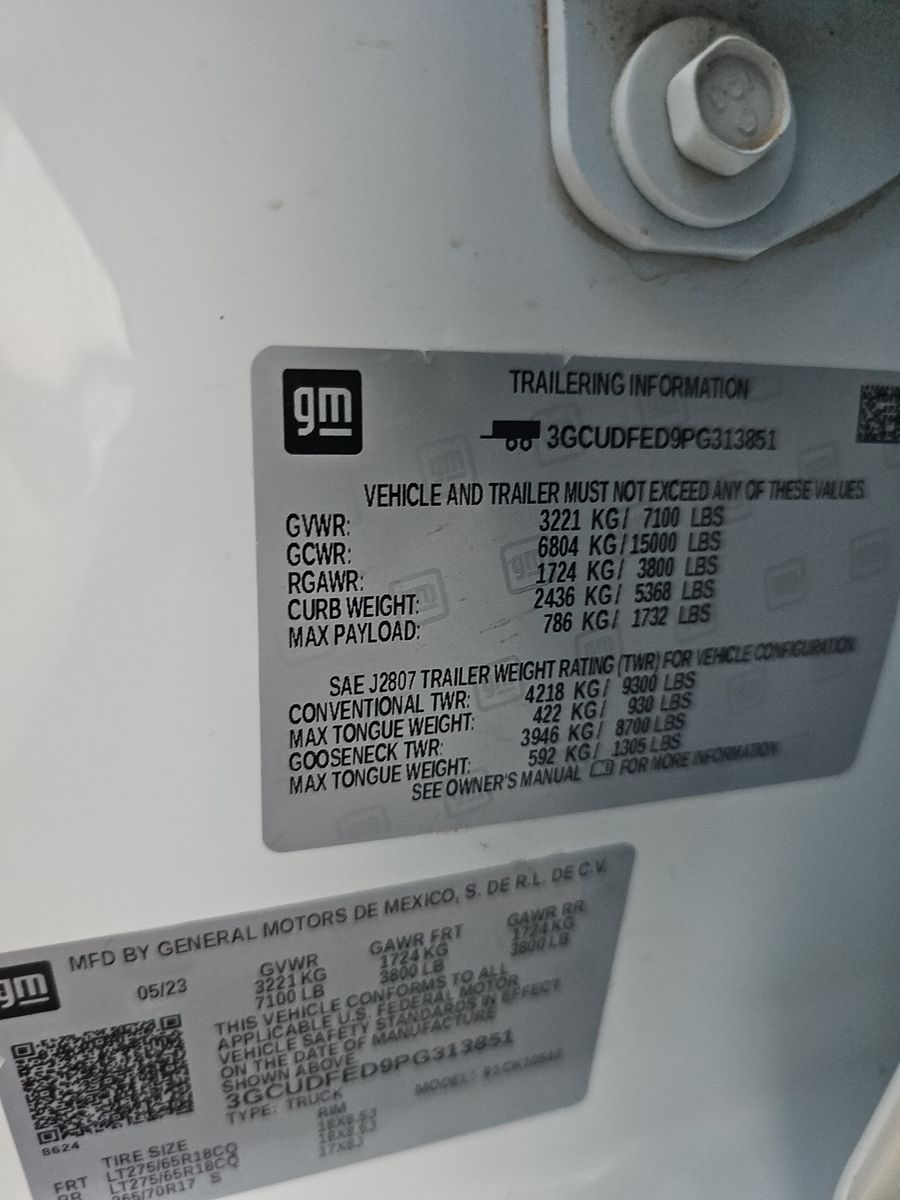 gm
TRAILERING INFORMATION
3GCUDFED9PG313851
VEHICLE AND TRAILER MUST NOT EXCEED ANY OF THESE VALUES.
GVWR: 3221 KG/ 7100 LBS
GCWR: 6804 KG/ 15000 LBS
RGAWR: 1724 KG/ 3800 LBS
CURB WEIGHT: 2436 KG/ 5368 LBS
MAX PAYLOAD: 786 KG/ 1732 LBS
SAE J2807 TRAILER WEIGHT RATING (TWR) FOR VEHICLE CONFIGURATION.
CONVENTIONAL TWR: 4218 KG/ 9300 LBS
MAX TONGUE WEIGHT: 422 KG/ 930 LBS
GOOSENECK TWR: 3946 KG/ 8700 LBS
MAX TONGUE WEIGHT: 592 KG/ 1305 LBS
SEE OWNER'S MANUAL FOR MORE INFORMATION
gm
MFD BY GENERAL MOTORS DE MEXICO, S. DE R.L. DE C.V.
05/23
GVWR GAWR FRT GAWR RR
3221 KG 1724 KG 1724 KG
7100 LB 3800 LB 3800 LB
THIS VEHICLE CONFORMS TO ALL
APPLICABLE U.S. FEDERAL MOTOR
VEHICLE SAFETY STANDARDS IN EFFECT
ON THE DATE OF MANUFACTURE
SHOWN ABOVE.
3GCUDFED9PG313851
TYPE: TRUCK MODEL:
8624
TIRE SIZE RIM
FRT LT275/65R18CQ 18X8.5J
RR LT275/65R18CQ 18X8.5J
265/70R17 S 17X8J